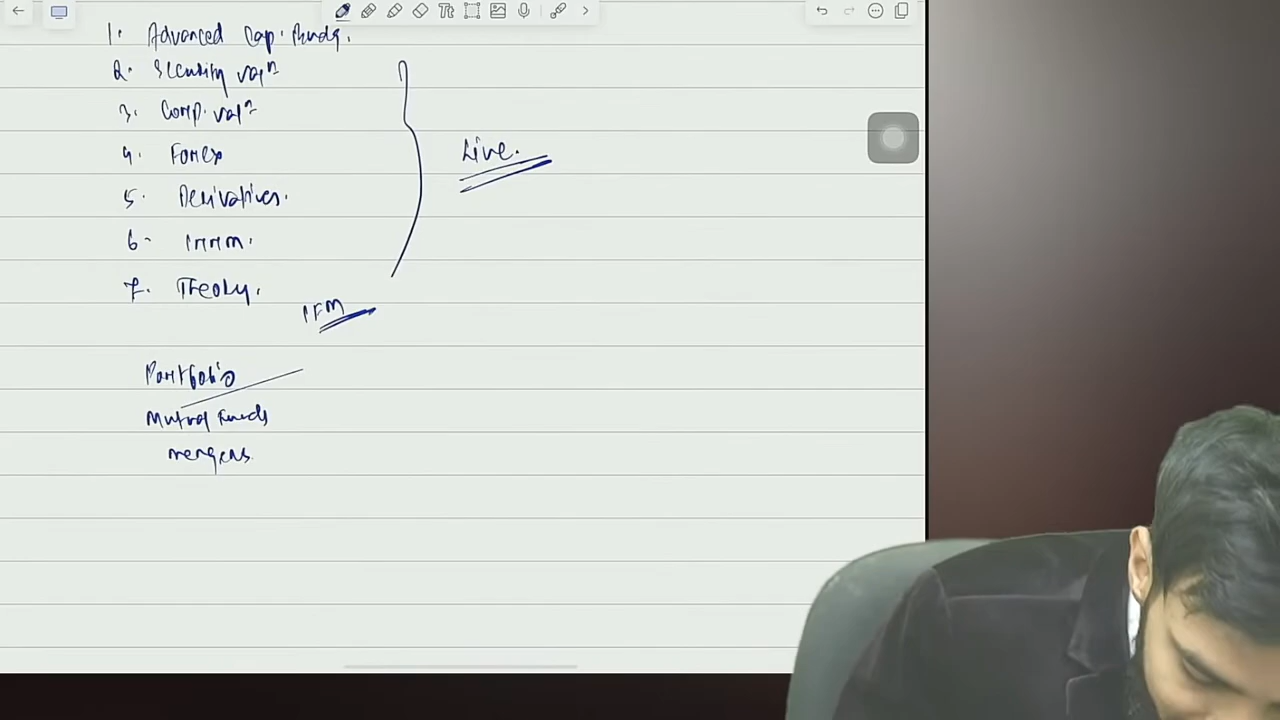 1. Advanced Cap. Budg.
2. Security valⁿ
3. Comp. valⁿ
4. Forex
5. Derivatives.
Live.
6. IRRM.
7. Theory.
IFM
Portfolio
Mutual Funds
mergers.